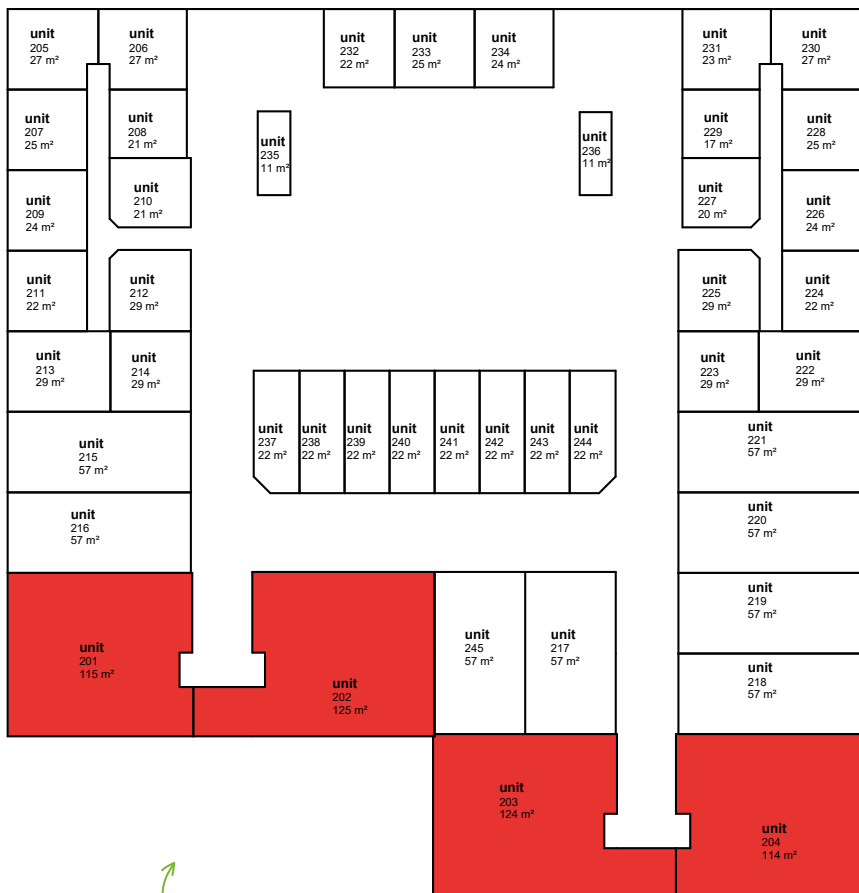 unit
205
27 m²
unit
206
27 m²
unit
232
22 m²
unit
233
25 m²
unit
234
24 m²
unit
231
23 m²
unit
230
27 m²
unit
207
25 m²
unit
208
21 m²
unit
235
11 m²
unit
236
11 m²
unit
229
17 m²
unit
228
25 m²
unit
209
24 m²
unit
210
21 m²
unit
227
20 m²
unit
226
24 m²
unit
211
22 m²
unit
212
29 m²
unit
225
29 m²
unit
224
22 m²
unit
213
29 m²
unit
214
29 m²
unit
223
29 m²
unit
222
29 m²
unit
215
57 m²
unit
237
22 m²
unit
238
22 m²
unit
239
22 m²
unit
240
22 m²
unit
241
22 m²
unit
242
22 m²
unit
243
22 m²
unit
244
22 m²
unit
221
57 m²
unit
216
57 m²
unit
220
57 m²
unit
219
57 m²
unit
201
115 m²
unit
202
125 m²
unit
245
57 m²
unit
217
57 m²
unit
218
57 m²
unit
203
124 m²
unit
204
114 m²